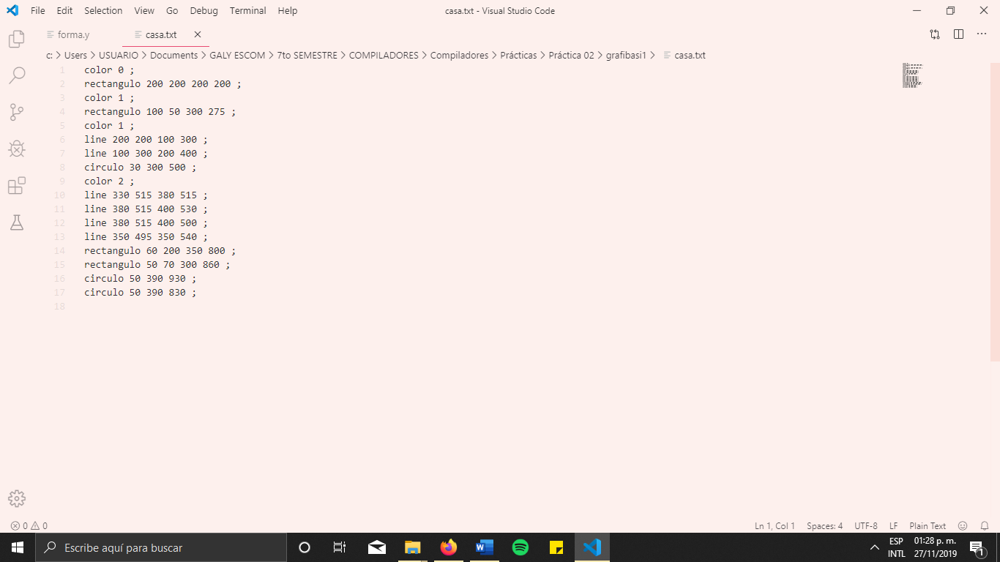 File Edit Selection View Go Debug Terminal Help casa.txt - Visual Studio Code
forma.y casa.txt
c: > Users > USUARIO > Documents > GALY ESCOM > 7to SEMESTRE > COMPILADORES > Compiladores > Prácticas > Práctica 02 > grafibasi1 > casa.txt
1 color 0 ;
2 rectangulo 200 200 200 200 ;
3 color 1 ;
4 rectangulo 100 50 300 275 ;
5 color 1 ;
6 line 200 200 100 300 ;
7 line 100 300 200 400 ;
8 circulo 30 300 500 ;
9 color 2 ;
10 line 330 515 380 515 ;
11 line 380 515 400 530 ;
12 line 380 515 400 500 ;
13 line 350 495 350 540 ;
14 rectangulo 60 200 350 800 ;
15 rectangulo 50 70 300 860 ;
16 circulo 50 390 930 ;
17 circulo 50 390 830 ;
18
0 0 Ln 1, Col 1 Spaces: 4 UTF-8 LF Plain Text
Escribe aquí para buscar
ESP 01:28 p. m.
INTL 27/11/2019 1